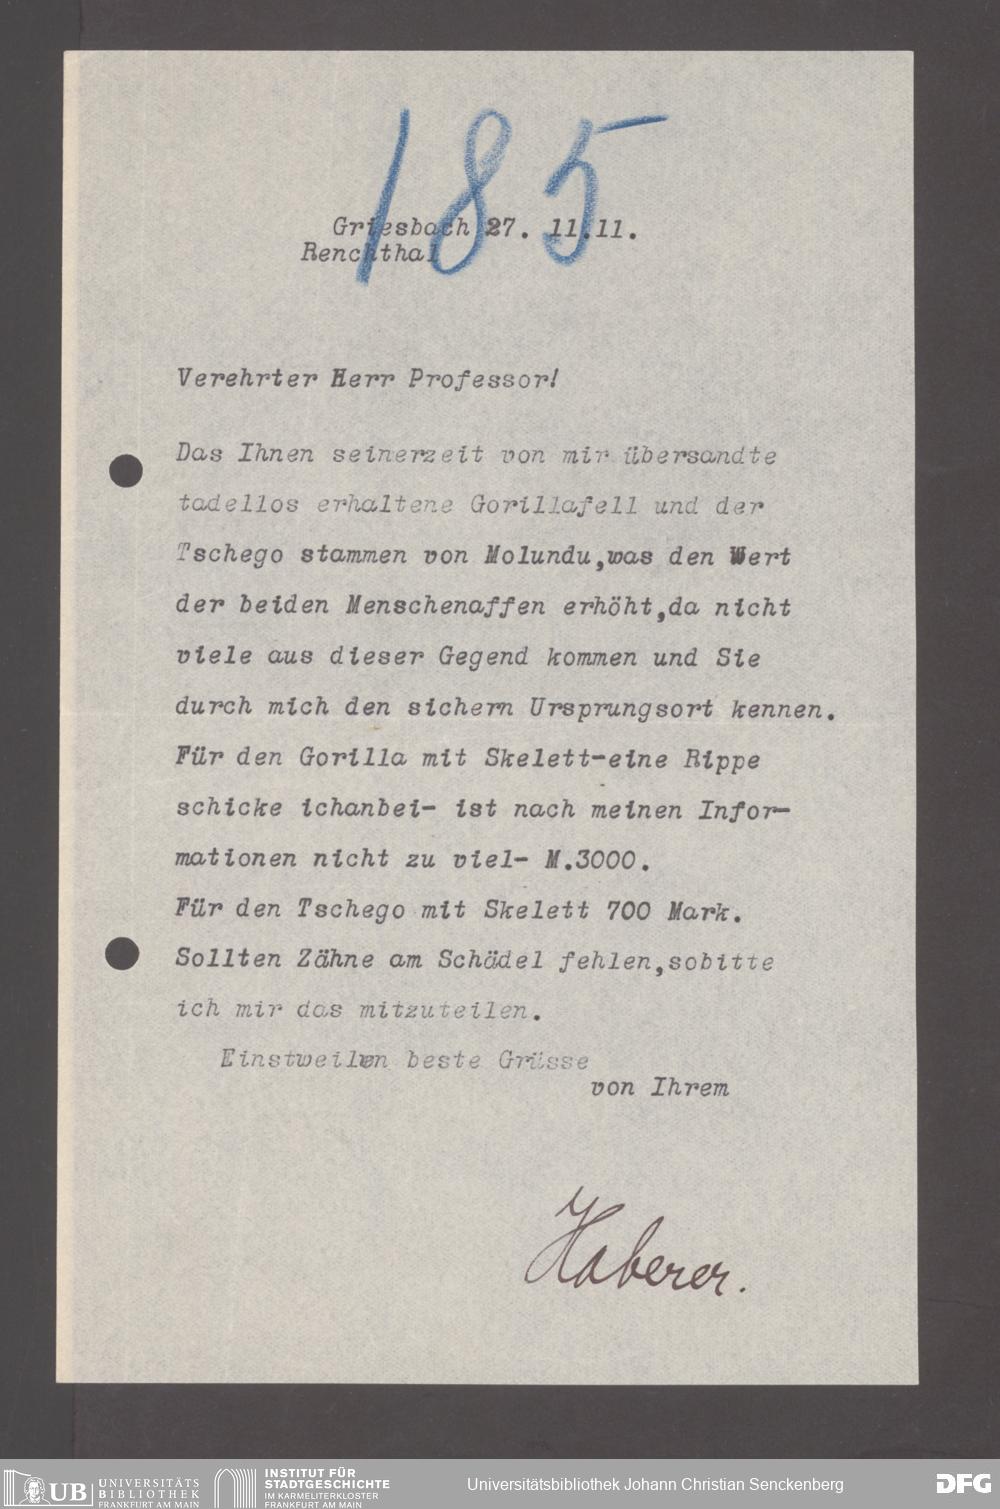 185
Griesbach 27. 11.11.
Renchthal
Verehrter Herr Professor!
Das Ihnen seinerzeit von mir übersandte
tadellos erhaltene Gorillafell und der
Tschego stammen von Molundu,was den Wert
der beiden Menschenaffen erhöht,da nicht
viele aus dieser Gegend kommen und Sie
durch mich den sichern Ursprungsort kennen.
Für den Gorilla mit Skelett-eine Rippe
schicke ichanbei- ist nach meinen Infor-
mationen nicht zu viel- M.3000.
Für den Tschego mit Skelett 700 Mark.
Sollten Zähne am Schädel fehlen,sobitte
ich mir das mitzuteilen.
Einstweilen beste Grüsse
von Ihrem
Haberer.
UB UNIVERSITÄTS
BIBLIOTHEK
FRANKFURT AM MAIN
INSTITUT FÜR
STADTGESCHICHTE
IM KARMELITERKLOSTER
FRANKFURT AM MAIN
Universitätsbibliothek Johann Christian Senckenberg
DFG